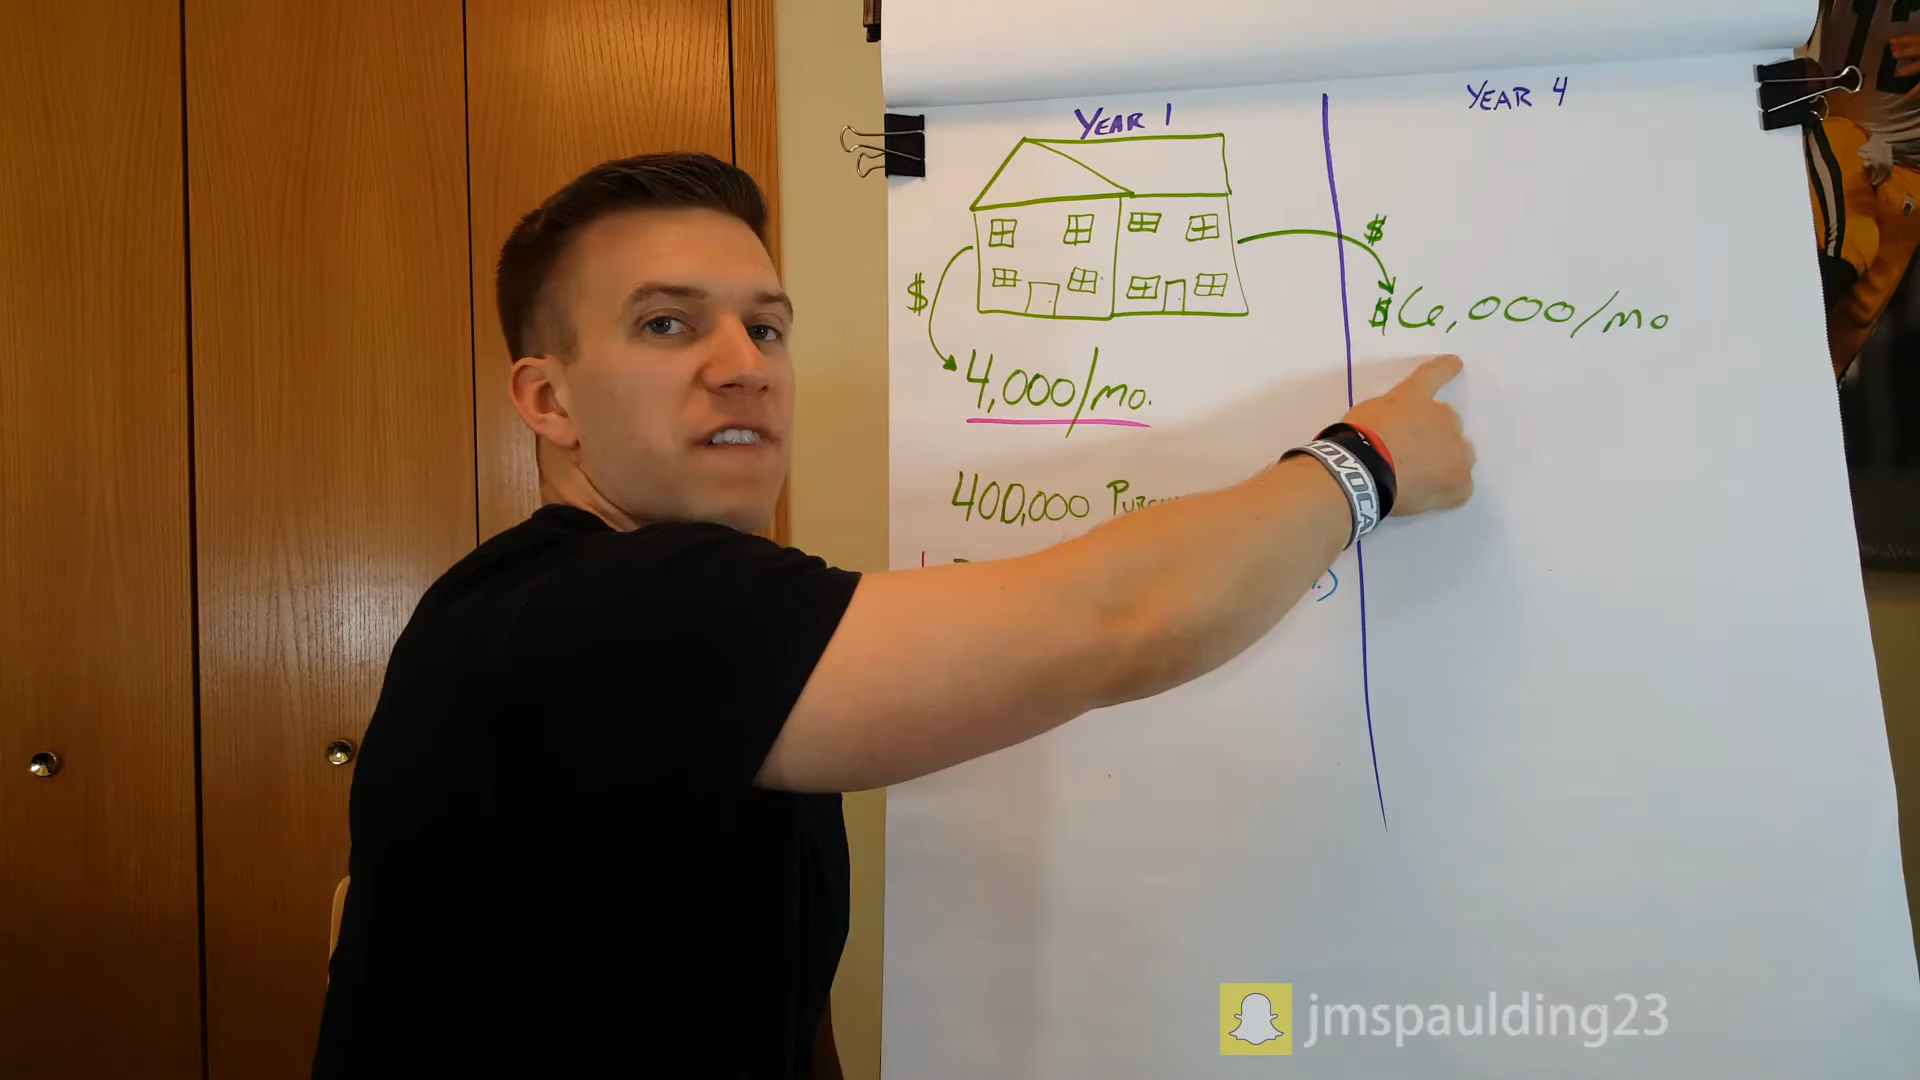 YEAR 1
YEAR 4
$
$
$6,000/mo
4,000/mo.
400,000
jmspaulding23